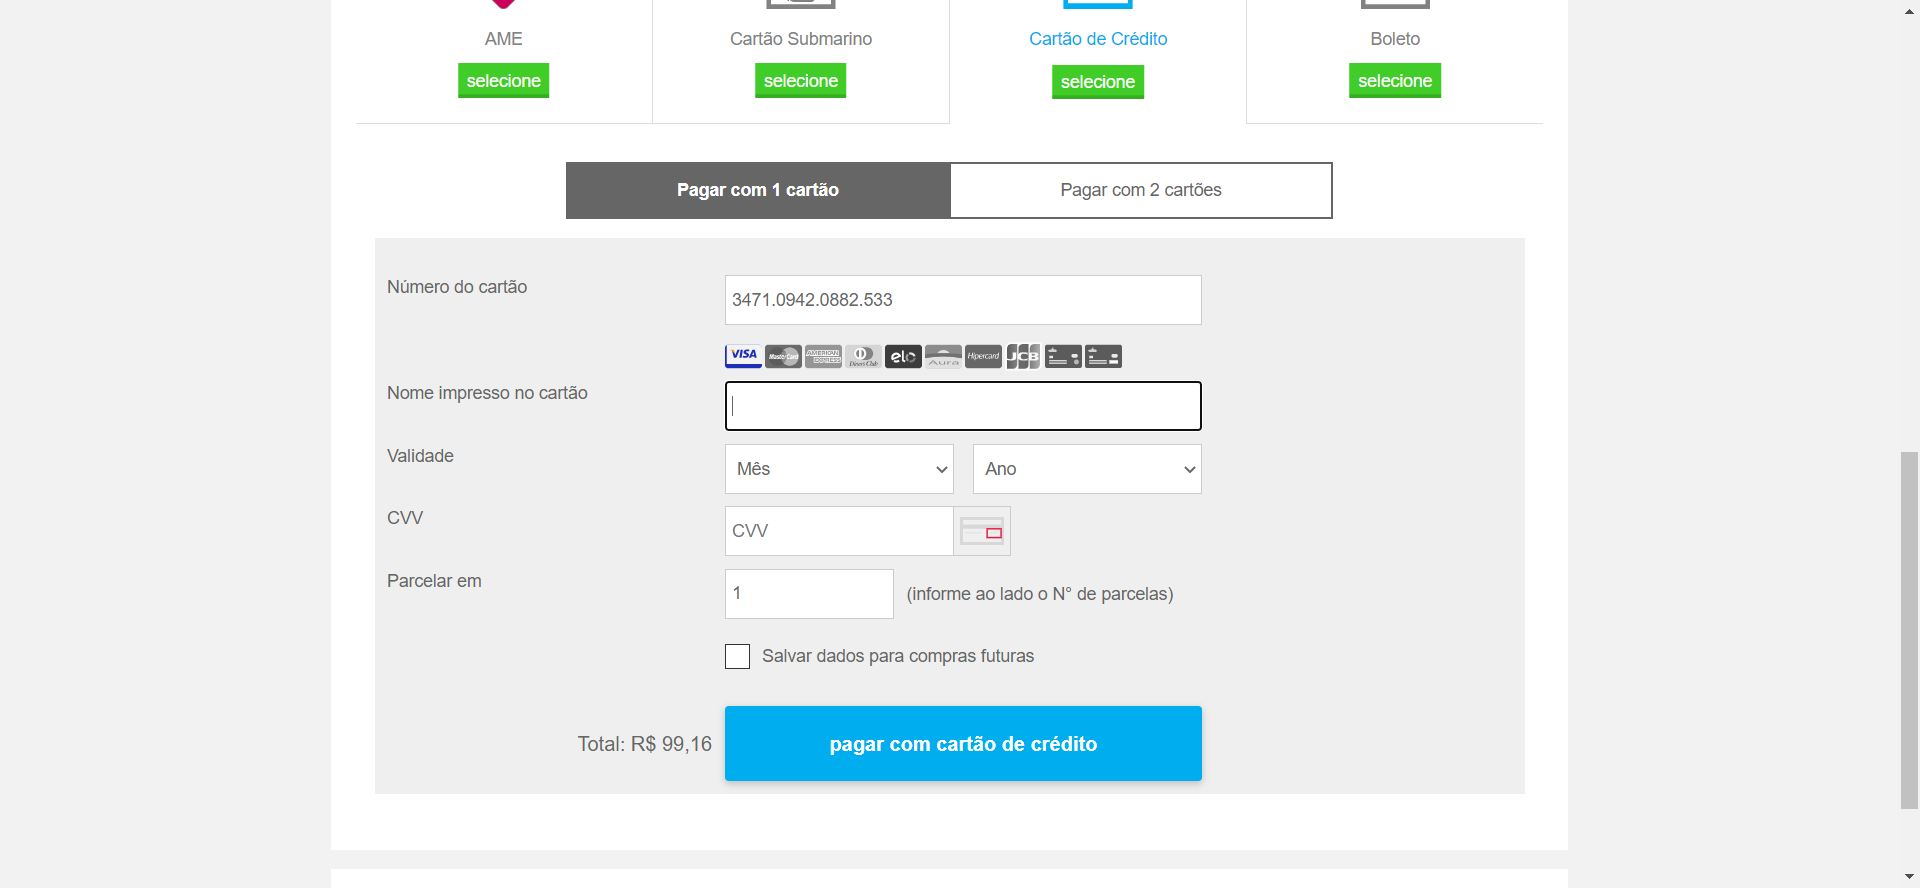 AME
Cartão Submarino
Cartão de Crédito
Boleto
selecione
selecione
selecione
selecione
Pagar com 1 cartão
Pagar com 2 cartões
Número do cartão
3471.0942.0882.533
VISA
MasterCard
AMERICAN EXPRESS
Diners Club
elo
Aura
Hipercard
JCB
Nome impresso no cartão
Validade
Mês
Ano
CVV
CVV
Parcelar em
1
(informe ao lado o N° de parcelas)
Salvar dados para compras futuras
Total: R$ 99,16
pagar com cartão de crédito